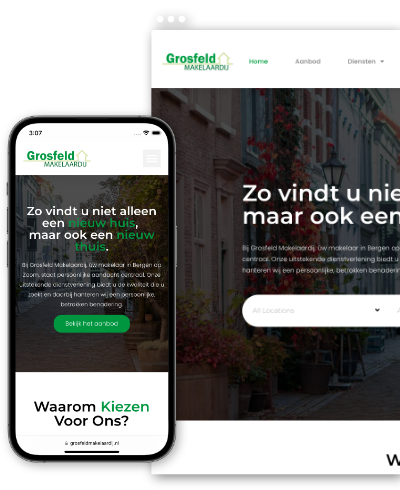 Grosfeld
MAKELAARDIJ
Home Aanbod Diensten
Zo vindt u nie
maar ook een
Bij Grosfeld Makelaardij, uw makelaar in Bergen op
centraal. Onze uitstekende dienstverlening biedt u
hanteren wij een persoonlijke, betrokken benadering
All Locations
W
3:07
Grosfeld
MAKELAARDIJ
Zo vindt u niet alleen
een nieuw huis,
maar ook een nieuw
thuis.
Bij Grosfeld Makelaardij, uw makelaar in Bergen op
Zoom, staat persoonlijke aandacht centraal. Onze
uitstekende dienstverlening biedt u de kwaliteit die u
zoekt en daarbij hanteren wij een persoonlijke,
betrokken benadering.
Bekijk het aanbod
Waarom Kiezen
Voor Ons?
grosfeldmakelaardij.nl